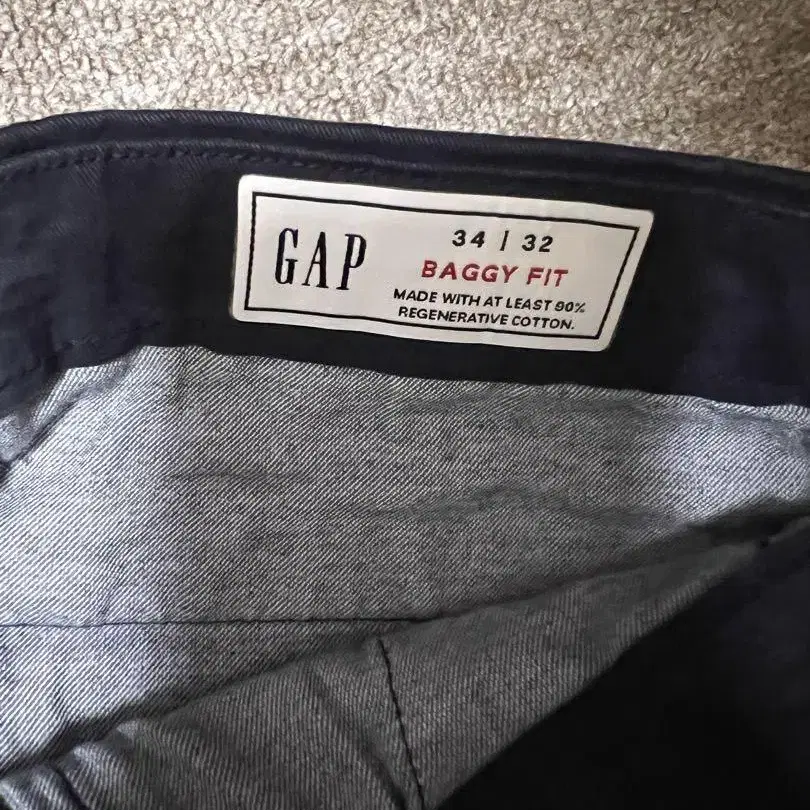 GAP
34 | 32
BAGGY FIT
MADE WITH AT LEAST 90%
REGENERATIVE COTTON.